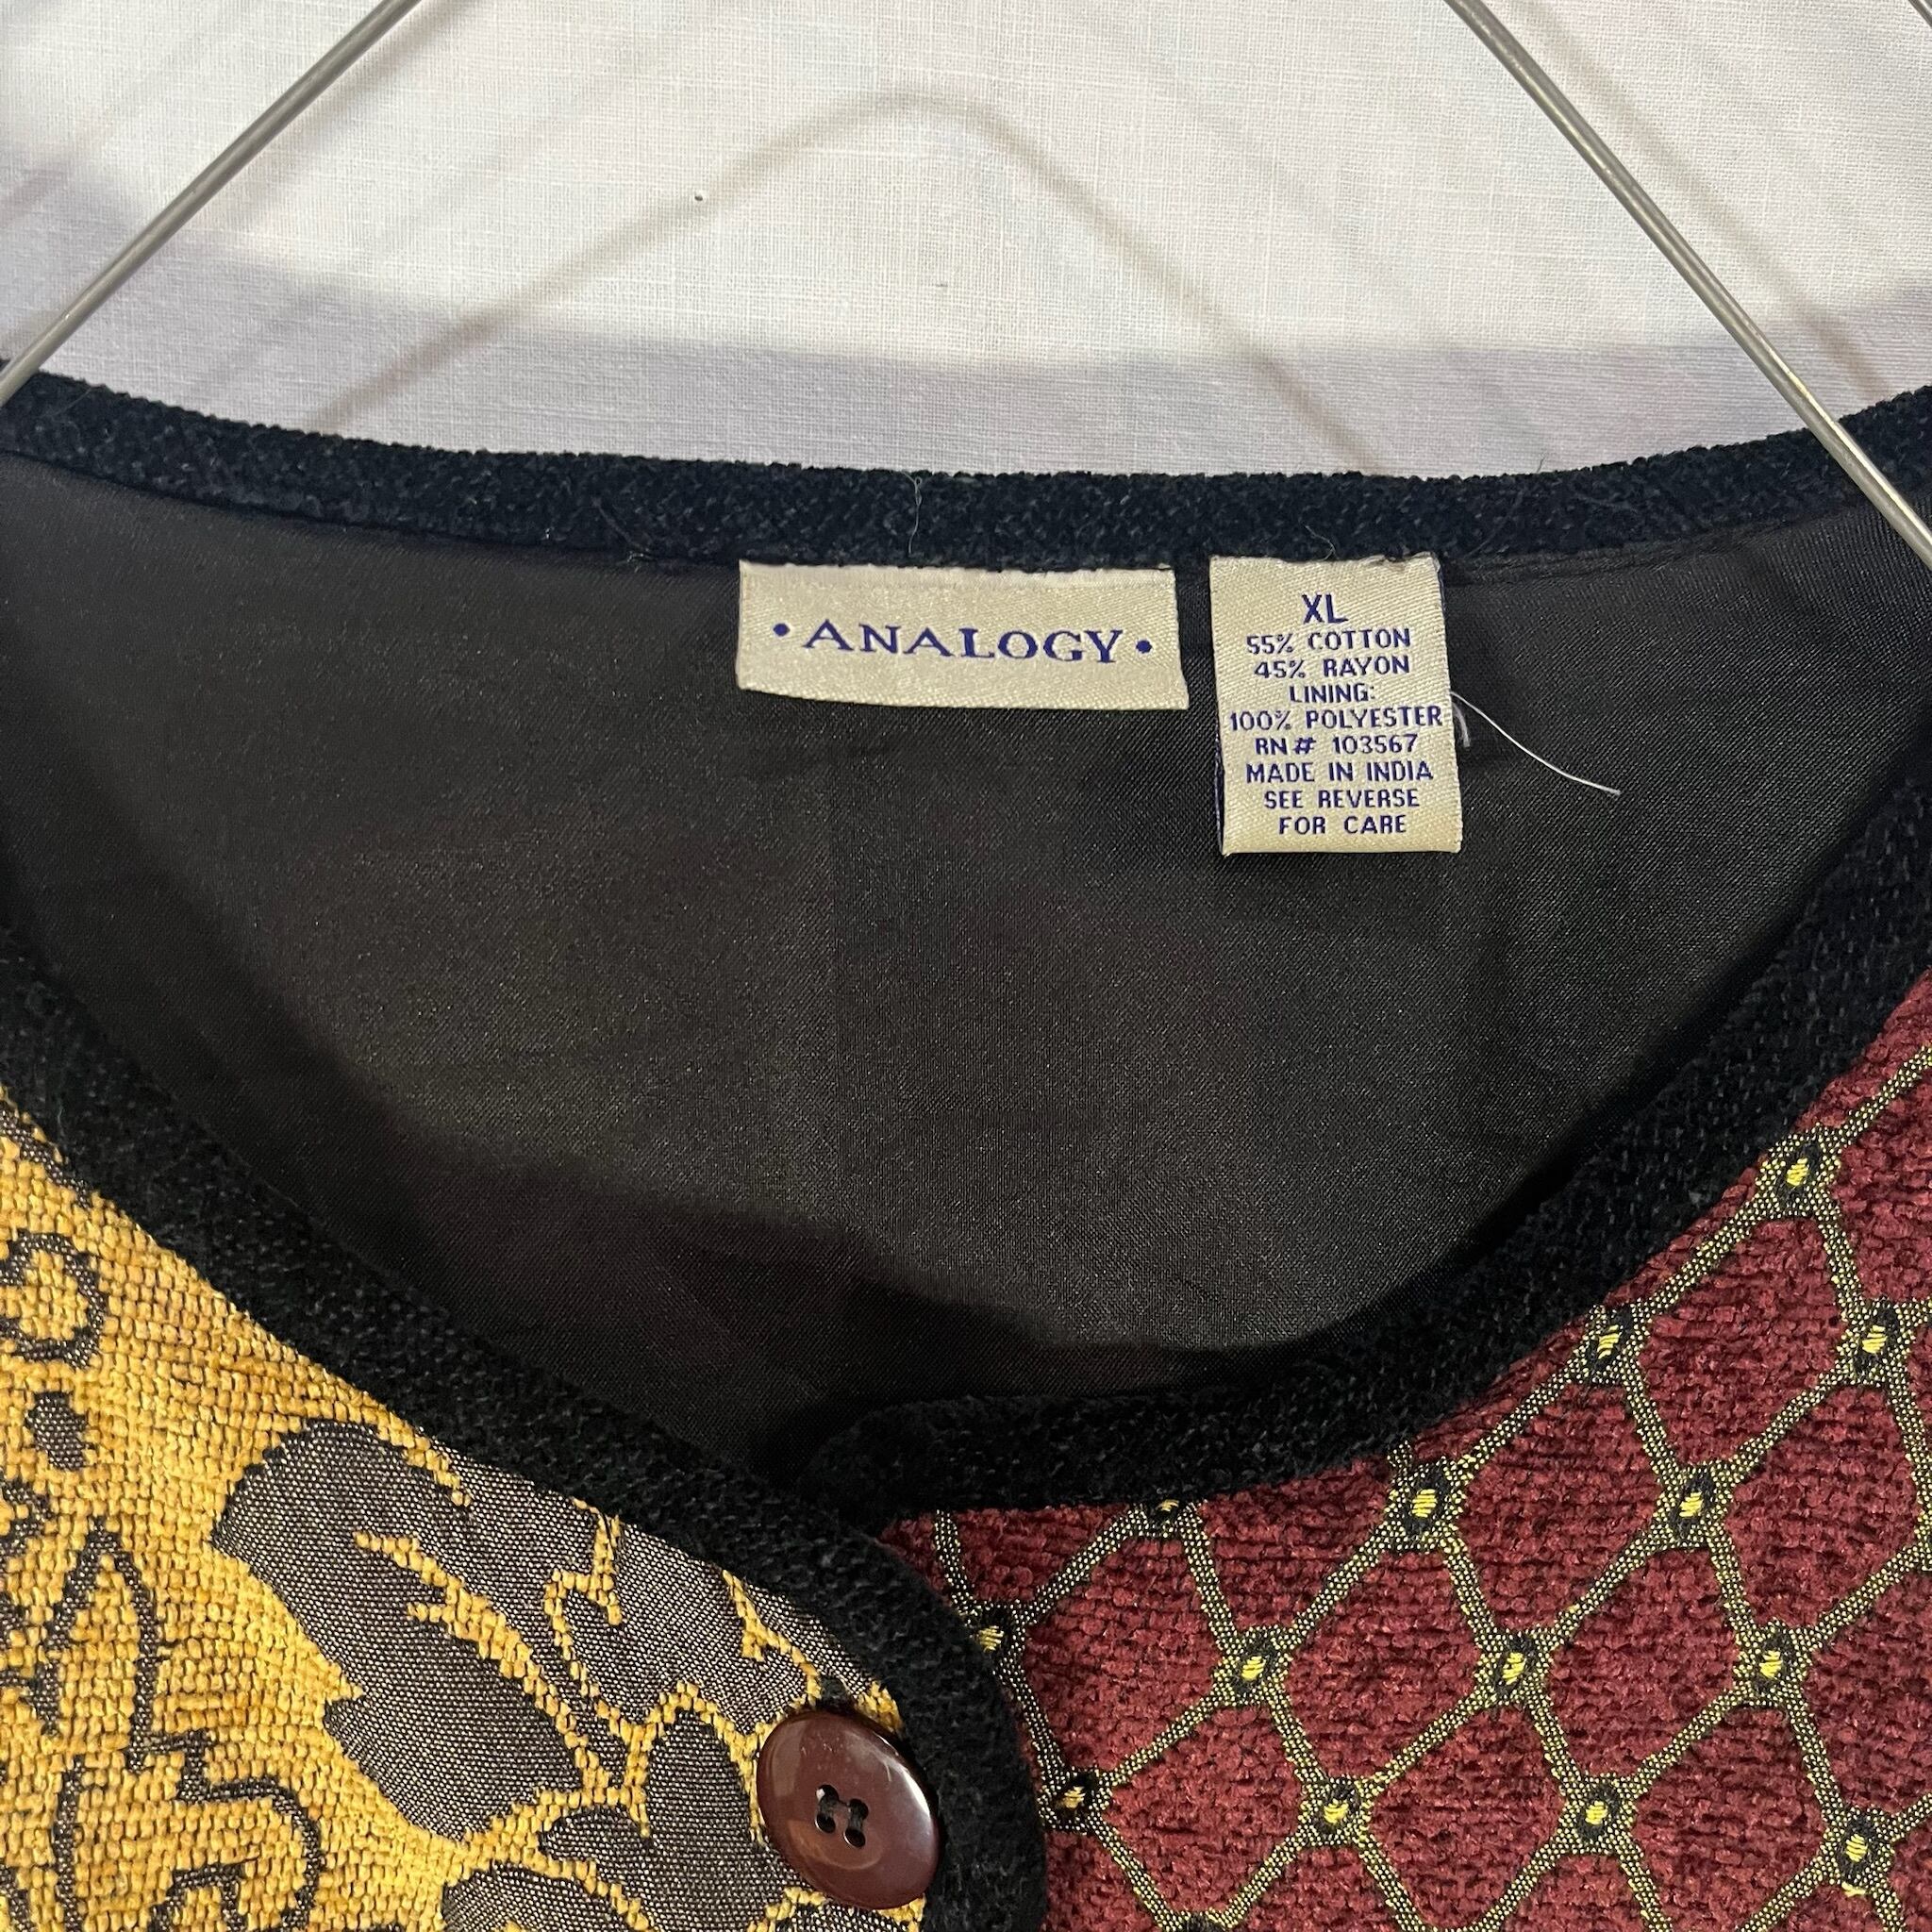 • ANALOGY •
XL
55% COTTON
45% RAYON
LINING:
100% POLYESTER
RN# 103567
MADE IN INDIA
SEE REVERSE
FOR CARE